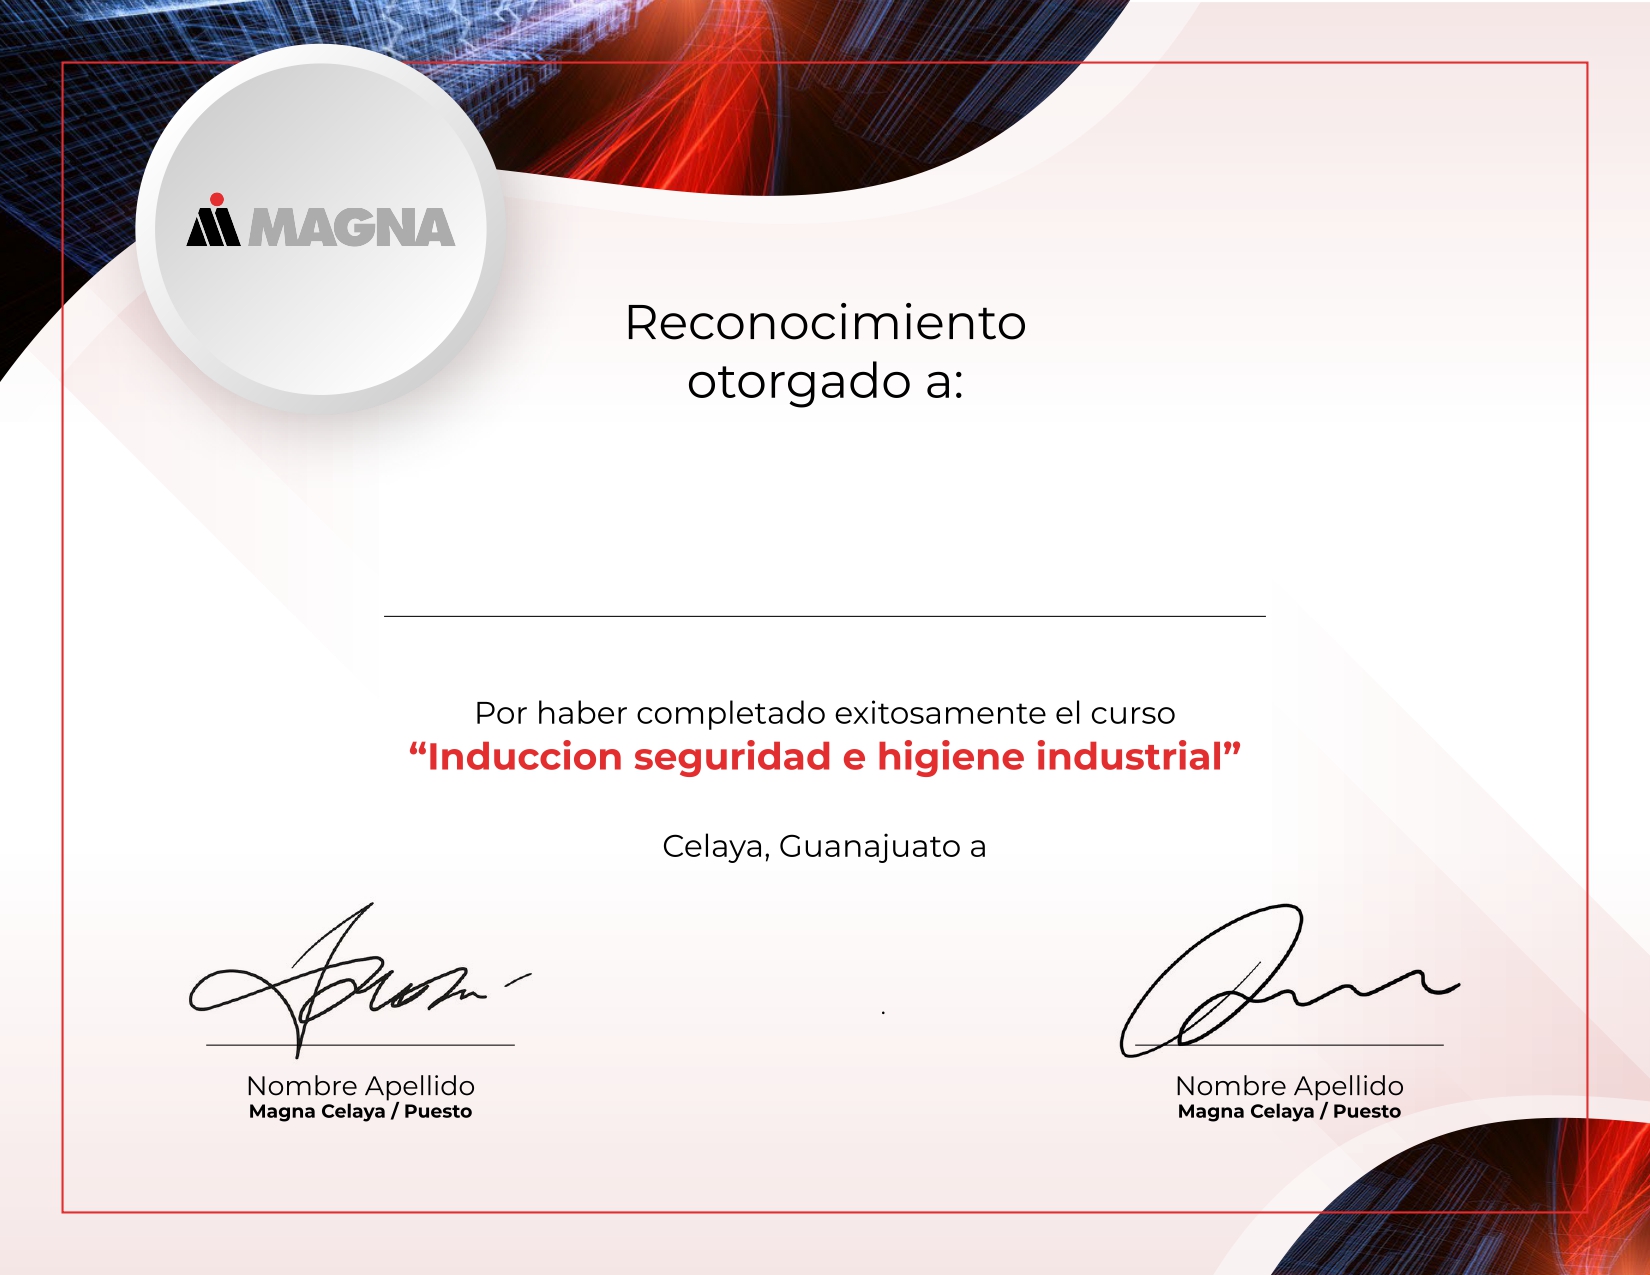 MAGNA
Reconocimiento
otorgado a:
Por haber completado exitosamente el curso
“Induccion seguridad e higiene industrial”
Celaya, Guanajuato a
.
Nombre Apellido
Magna Celaya / Puesto
Nombre Apellido
Magna Celaya / Puesto